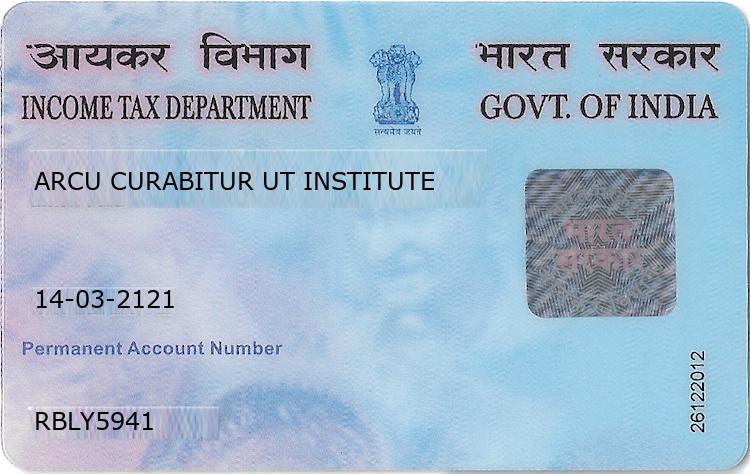 आयकर विभाग
भारत सरकार
INCOME TAX DEPARTMENT
GOVT. OF INDIA
सत्यमेव जयते
ARCU CURABITUR UT INSTITUTE
भारत
सरकार
14-03-2121
Permanent Account Number
26122012
RBLY5941